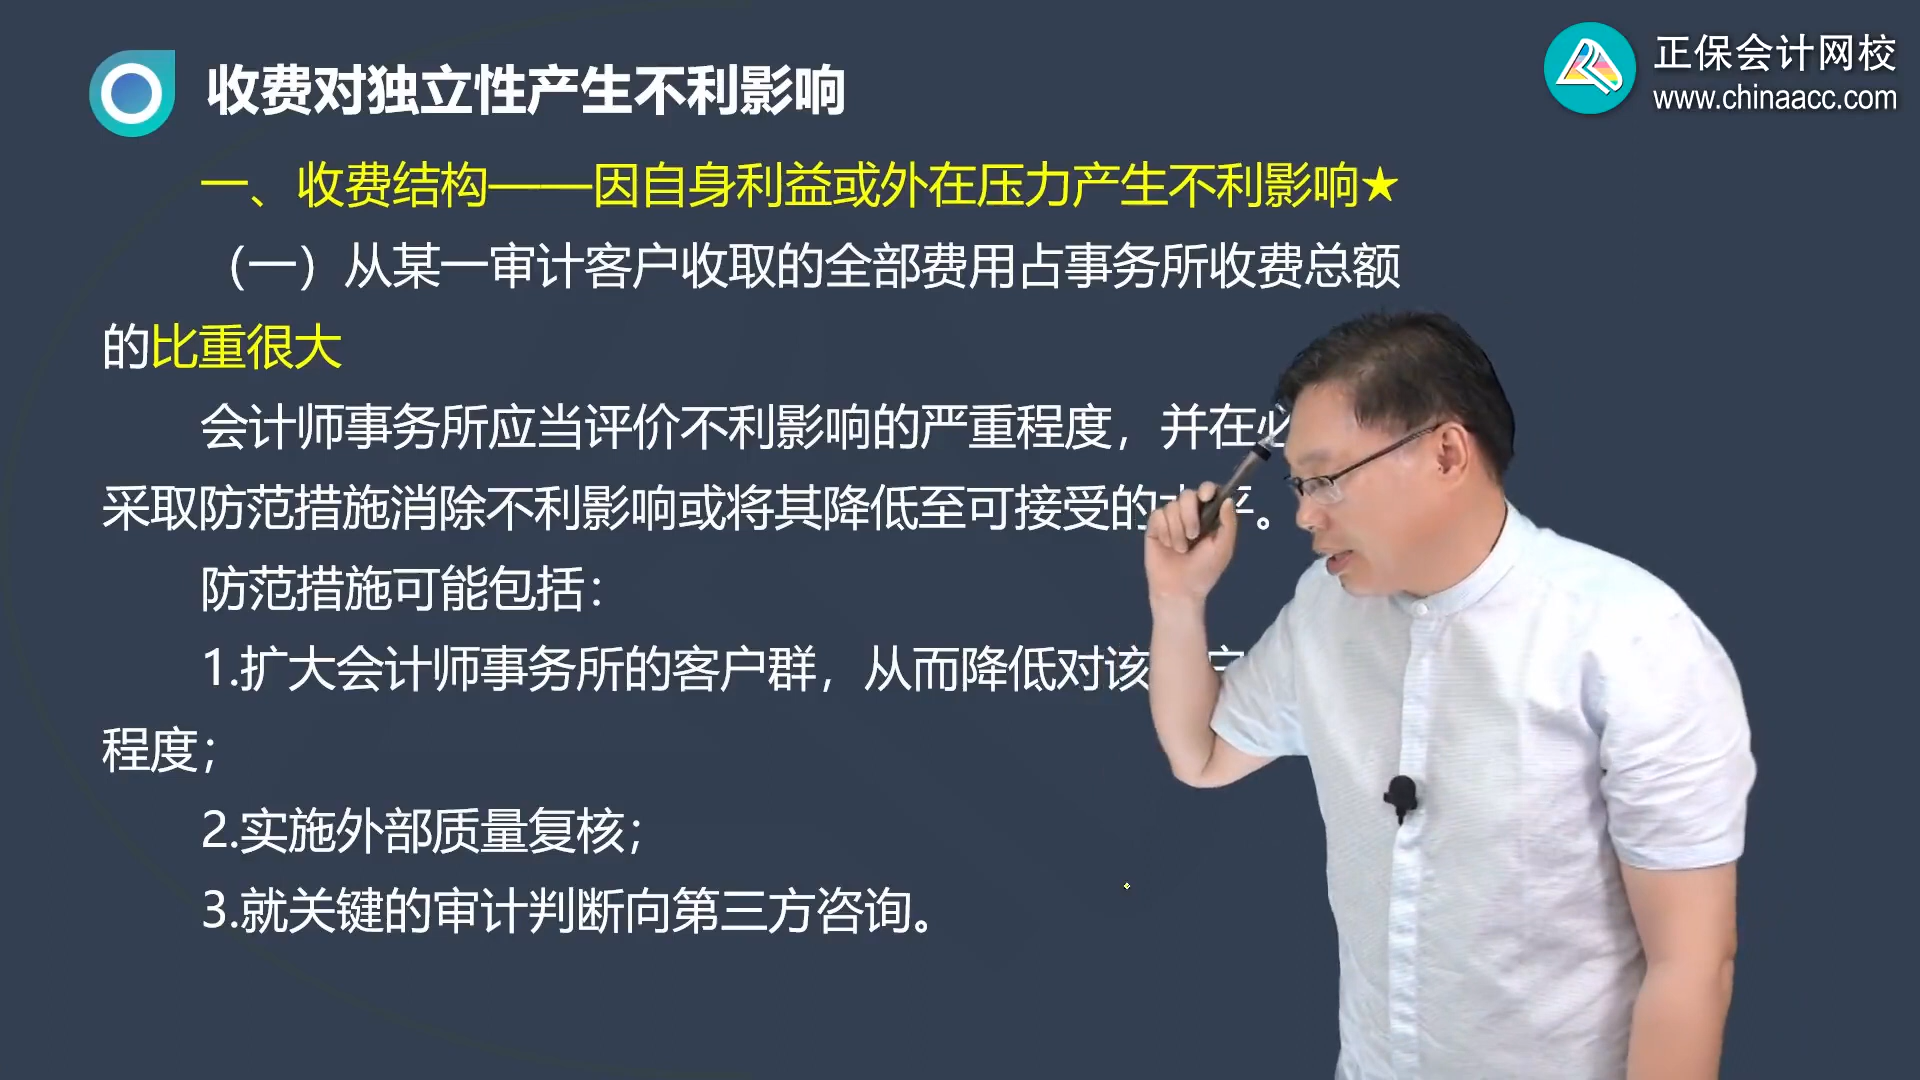 收费对独立性产生不利影响
正保会计网校
www.chinaacc.com
一、收费结构——因自身利益或外在压力产生不利影响★
（一）从某一审计客户收取的全部费用占事务所收费总额
的比重很大
会计师事务所应当评价不利影响的严重程度，并在必
采取防范措施消除不利影响或将其降低至可接受的水平。
防范措施可能包括：
1.扩大会计师事务所的客户群，从而降低对该
程度；
2.实施外部质量复核；
3.就关键的审计判断向第三方咨询。